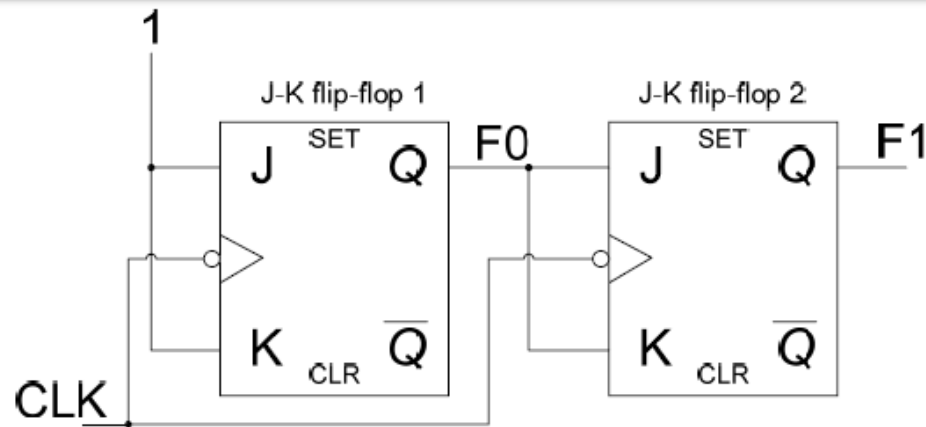 1
J-K flip-flop 1
J-K flip-flop 2
SET
J
Q
F0
SET
J
Q
F1
K
Q̅
CLR
K
Q̅
CLR
CLK